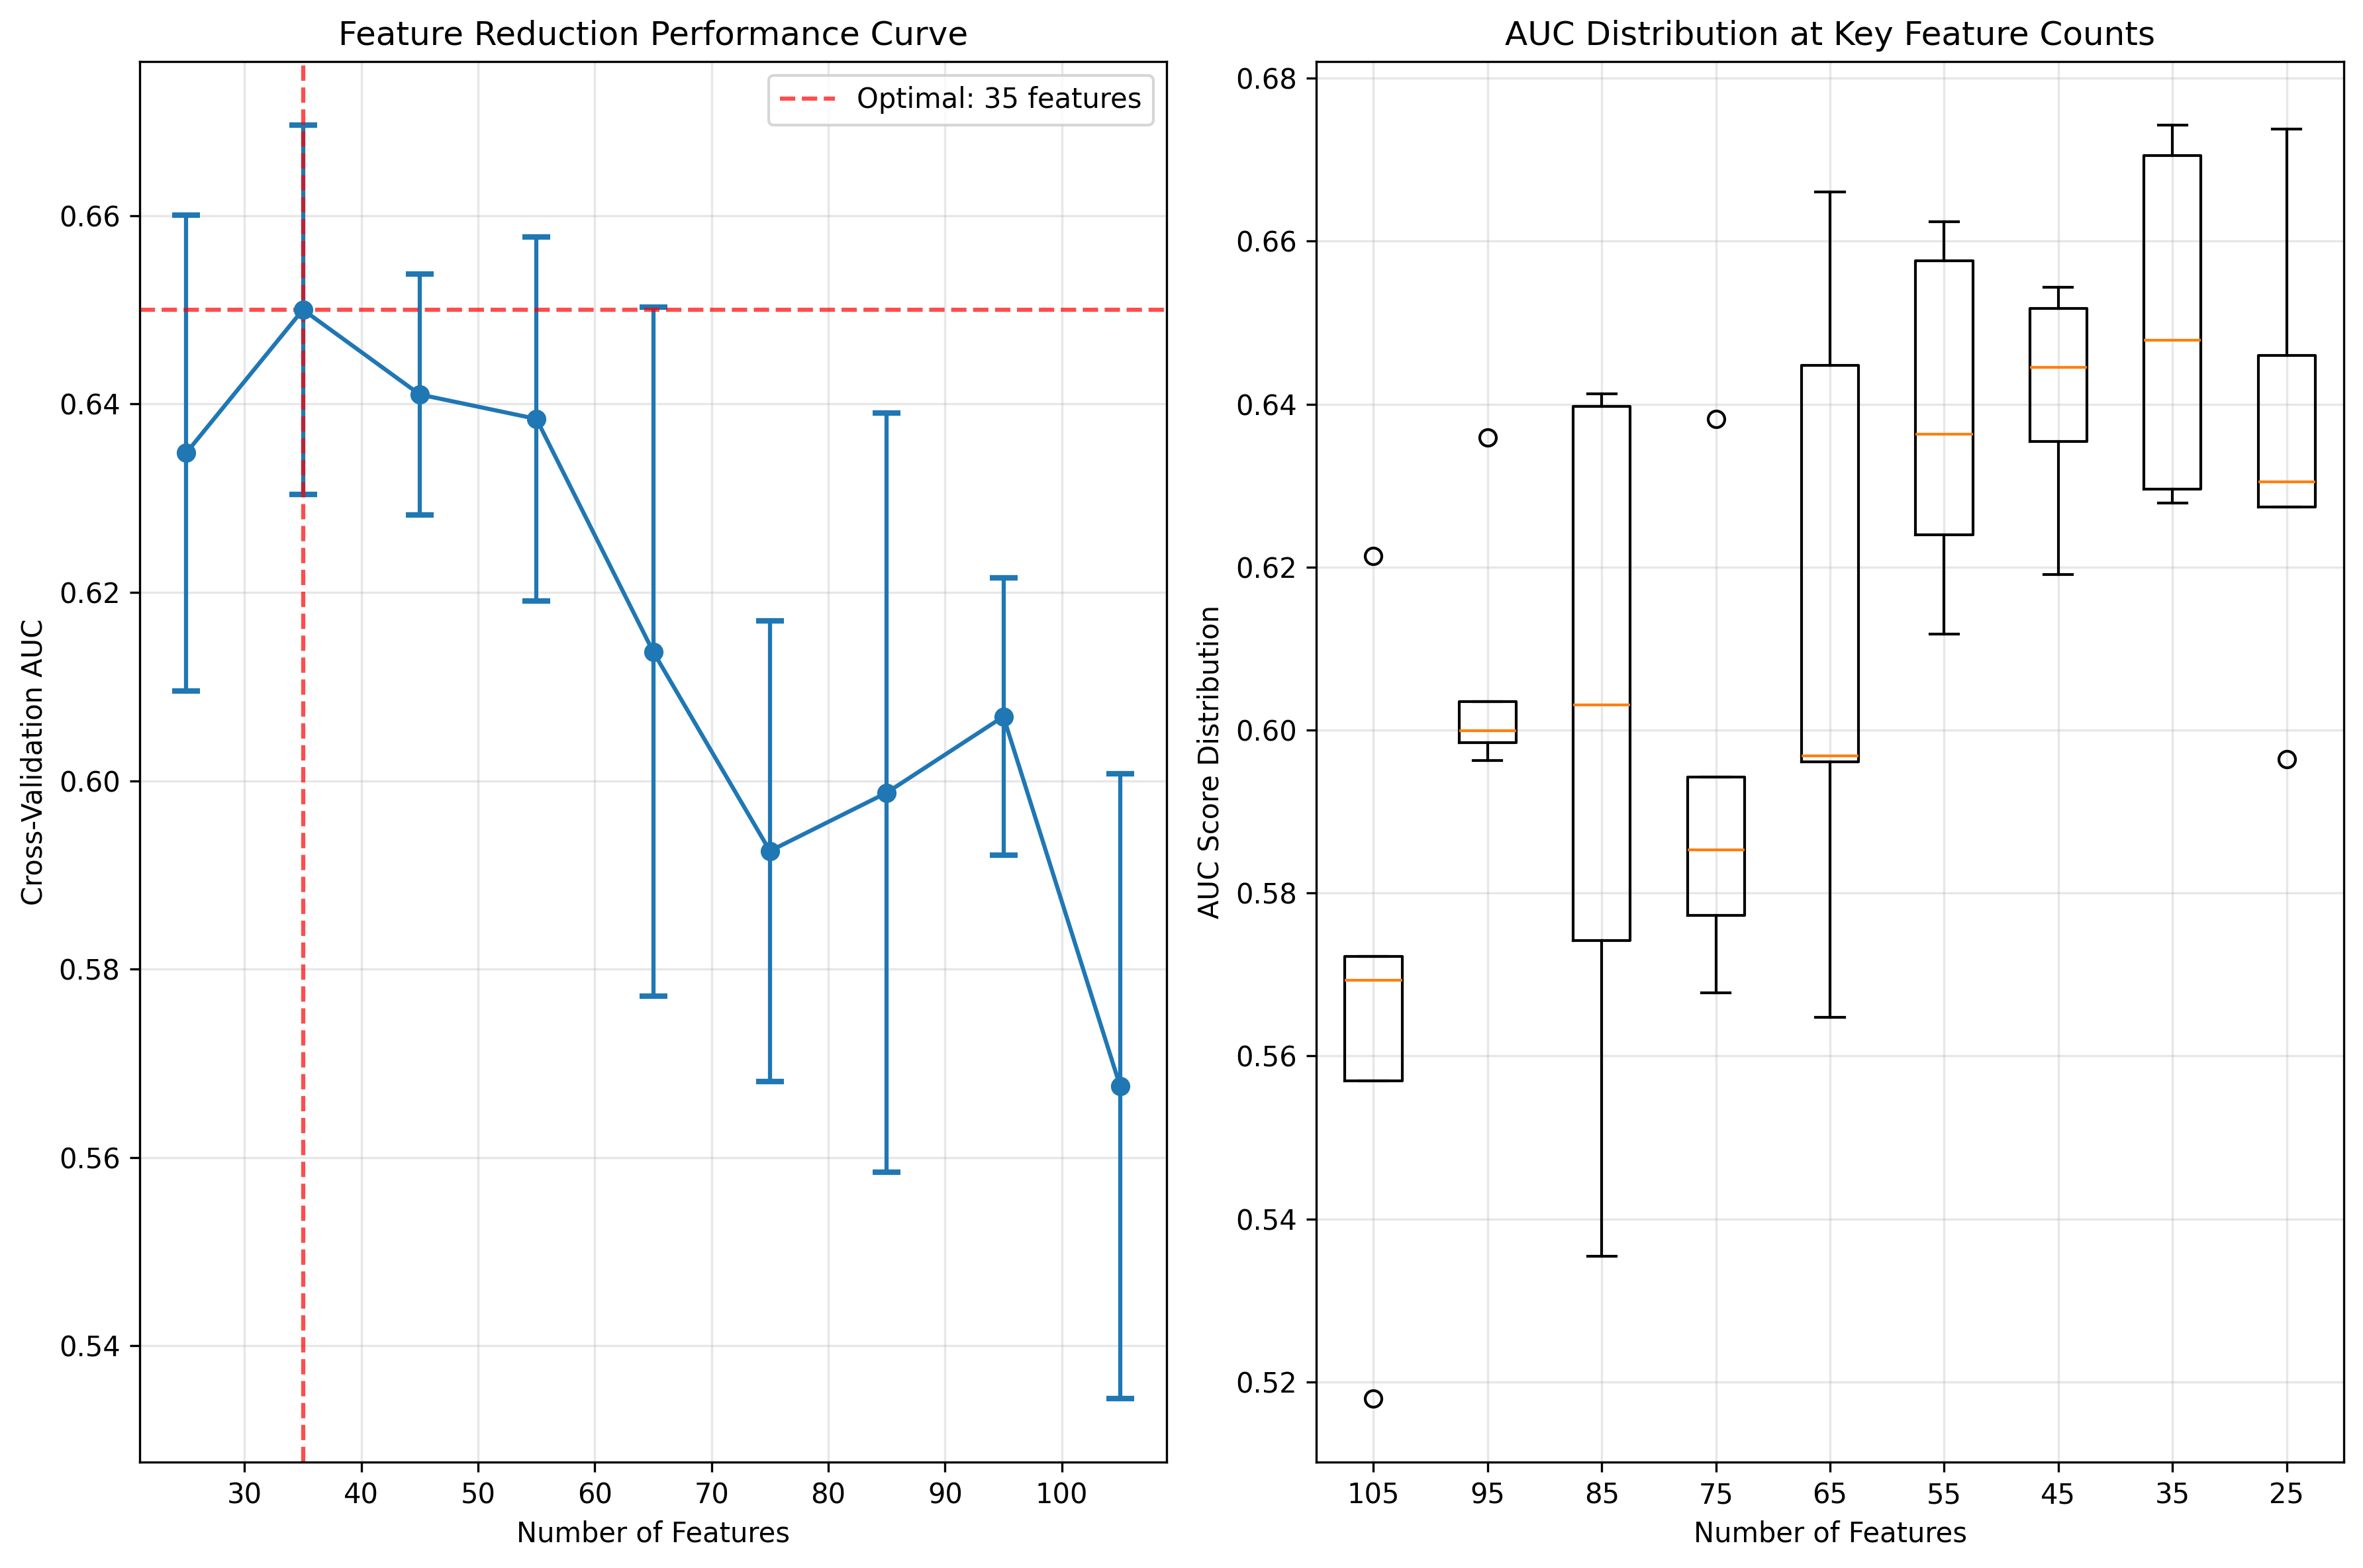 Feature Reduction Performance Curve
Optimal: 35 features
0.66
0.64
0.62
0.60
0.58
0.56
0.54
Cross-Validation AUC
30 40 50 60 70 80 90 100
Number of Features
AUC Distribution at Key Feature Counts
0.68
0.66
0.64
0.62
0.60
0.58
0.56
0.54
0.52
AUC Score Distribution
105 95 85 75 65 55 45 35 25
Number of Features